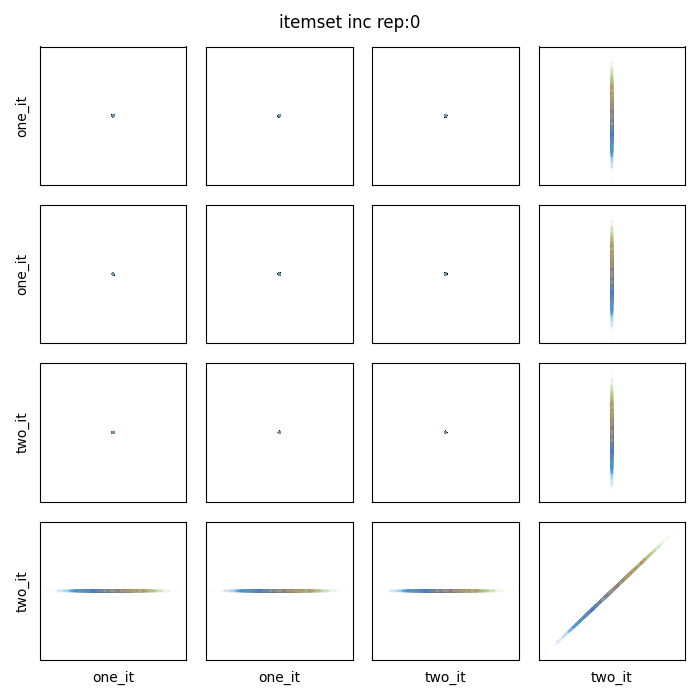 itemset inc rep:0
one_it
one_it
two_it
two_it
one_it one_it two_it two_it